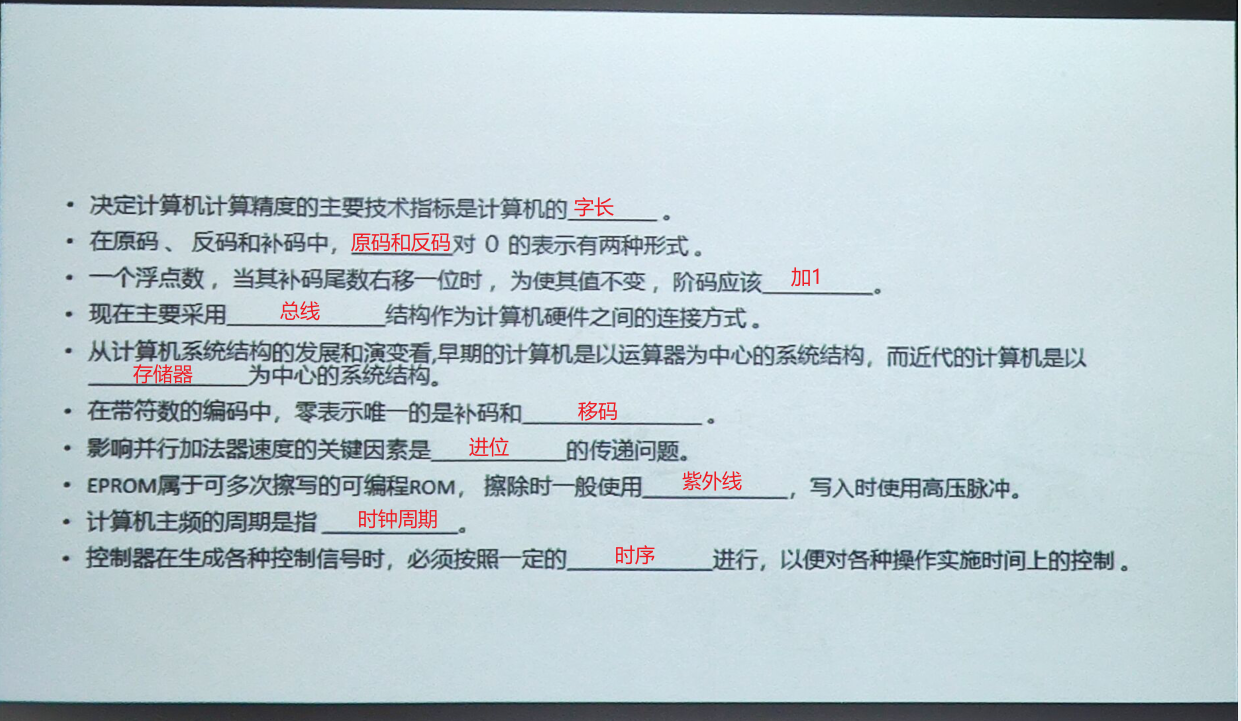 • 决定计算机计算精度的主要技术指标是计算机的 字长 。
• 在原码 、 反码和补码中，原码和反码对 0 的表示有两种形式 。
• 一个浮点数 ，当其补码尾数右移一位时 ，为使其值不变 ，阶码应该 加1 。
• 现在主要采用 总线 结构作为计算机硬件之间的连接方式 。
• 从计算机系统结构的发展和演变看,早期的计算机是以运算器为中心的系统结构，而近代的计算机是以
存储器 为中心的系统结构。
• 在带符数的编码中，零表示唯一的是补码和 移码 。
• 影响并行加法器速度的关键因素是 进位 的传递问题。
• EPROM属于可多次擦写的可编程ROM， 擦除时一般使用 紫外线 ，写入时使用高压脉冲。
• 计算机主频的周期是指 时钟周期 。
• 控制器在生成各种控制信号时，必须按照一定的 时序 进行，以便对各种操作实施时间上的控制 。